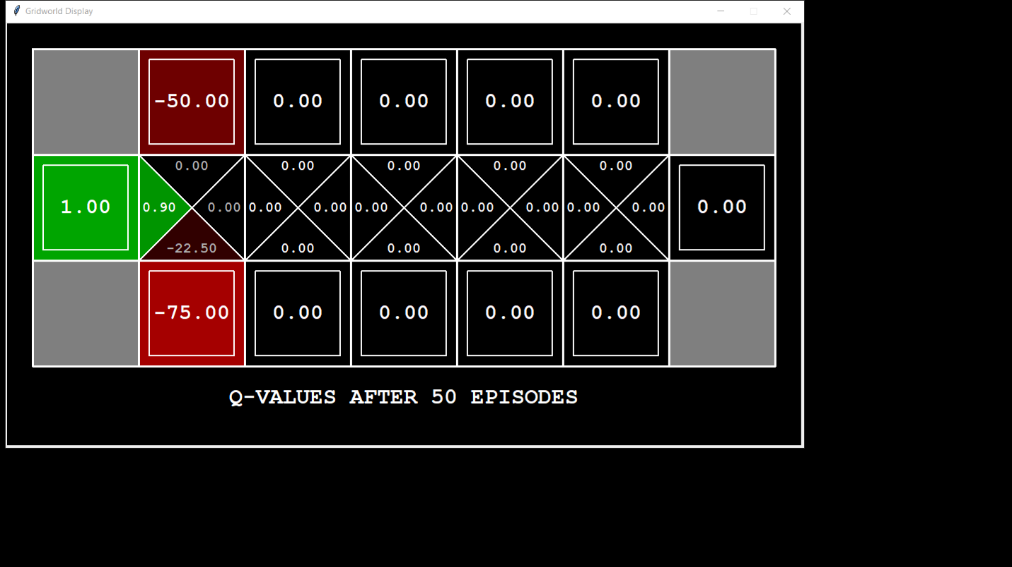 Gridworld Display
-50.00 0.00 0.00 0.00 0.00
0.00 0.00 0.00 0.00 0.00
1.00 0.90 0.00 0.00 0.00 0.00 0.00 0.00 0.00 0.00 0.00 0.00
-22.50 0.00 0.00 0.00 0.00
-75.00 0.00 0.00 0.00 0.00
Q-VALUES AFTER 50 EPISODES